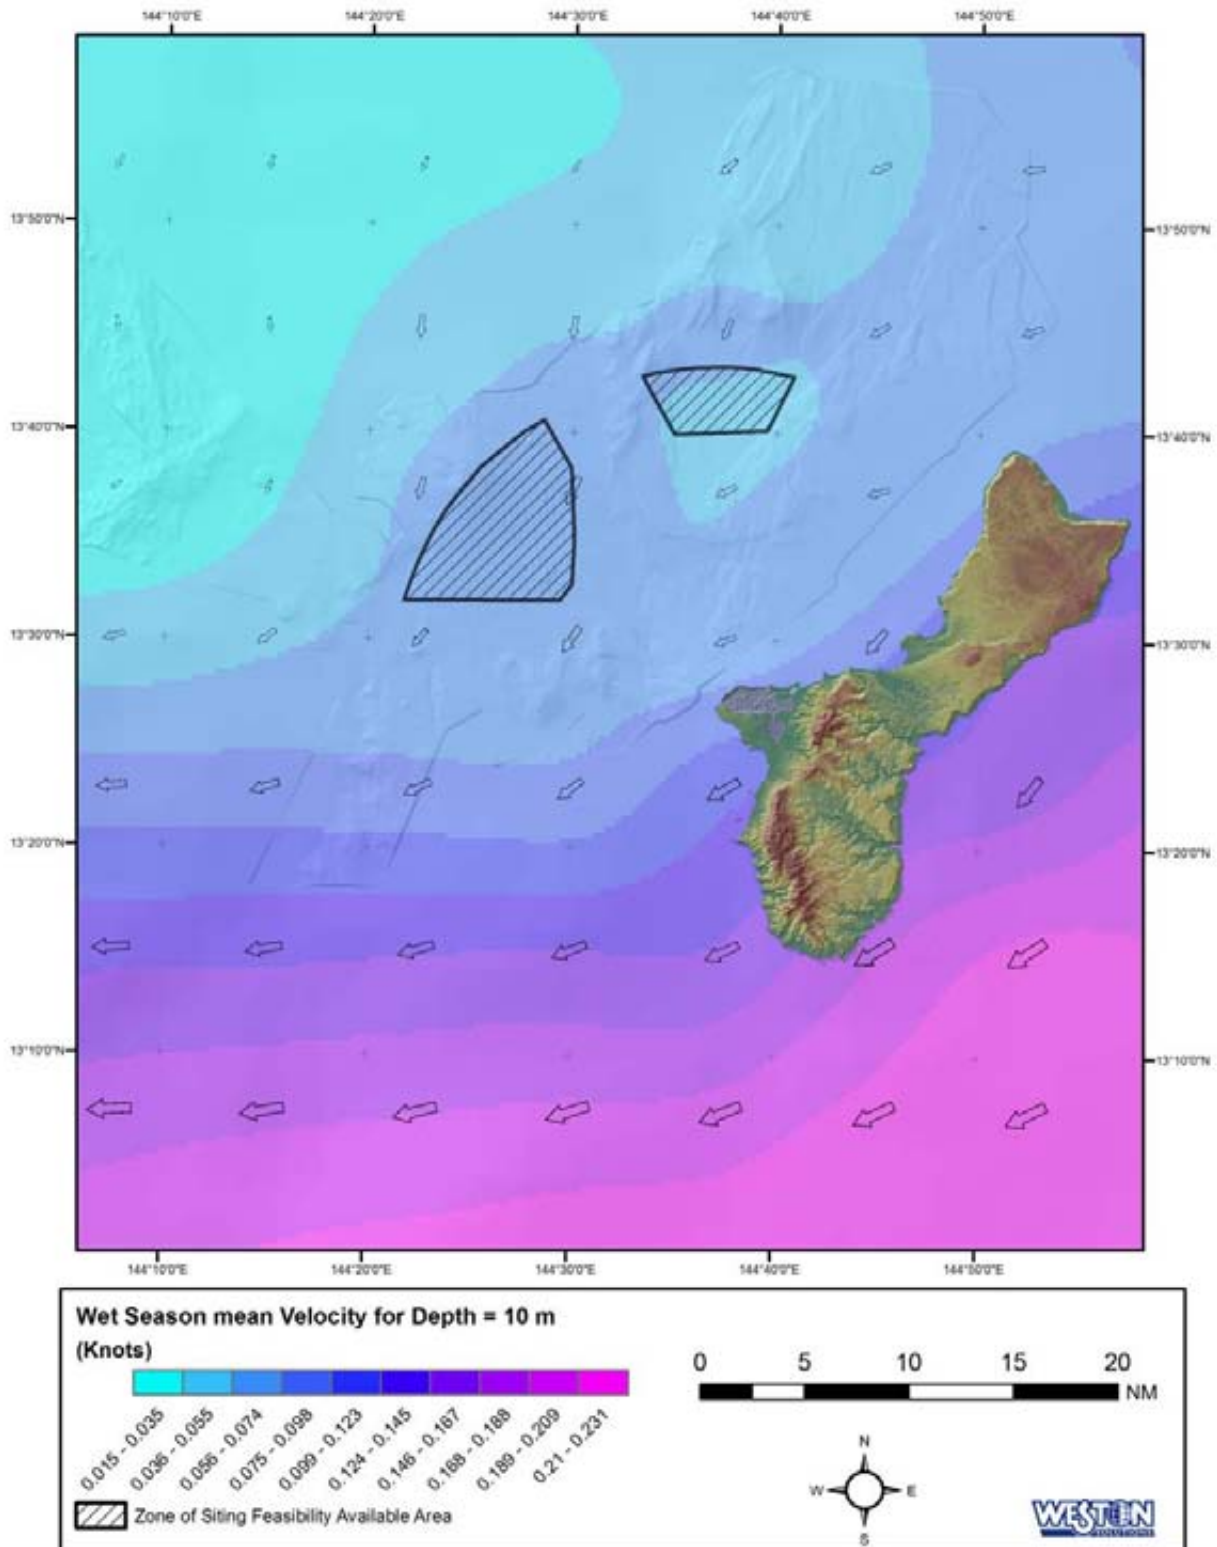 144°10'0"E 144°20'0"E 144°30'0"E 144°40'0"E 144°50'0"E
13°50'0"N 13°50'0"N
13°40'0"N 13°40'0"N
13°30'0"N 13°30'0"N
13°20'0"N 13°20'0"N
13°10'0"N 13°10'0"N
144°10'0"E 144°20'0"E 144°30'0"E 144°40'0"E 144°50'0"E
Wet Season mean Velocity for Depth = 10 m
(Knots)
0.015 - 0.035
0.036 - 0.055
0.056 - 0.074
0.075 - 0.098
0.099 - 0.123
0.124 - 0.145
0.146 - 0.167
0.168 - 0.188
0.189 - 0.209
0.21 - 0.231
Zone of Siting Feasibility Available Area
0 5 10 15 20
NM
N
W E
S
WESTON
SOLUTIONS